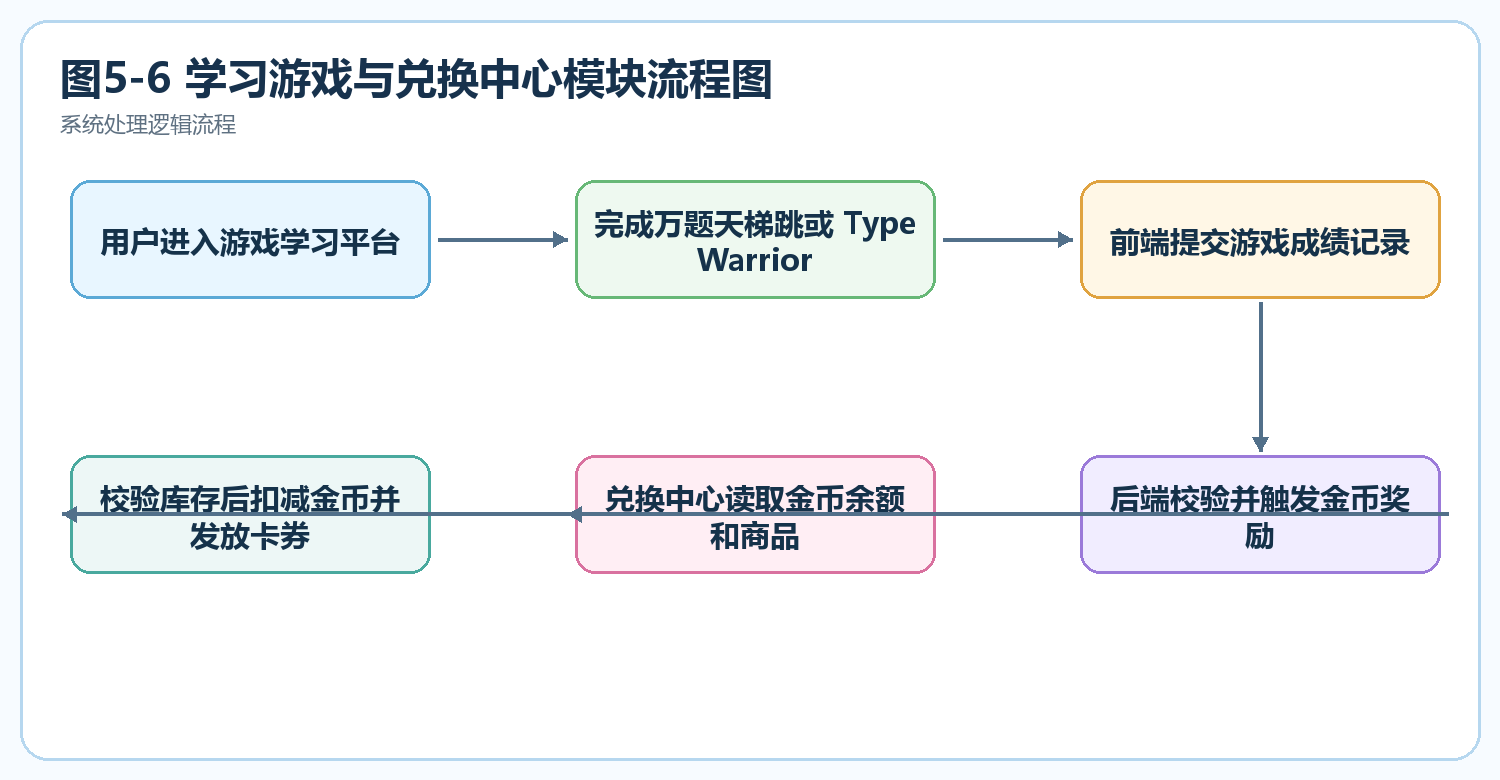 图5-6 学习游戏与兑换中心模块流程图
系统处理逻辑流程
用户进入游戏学习平台
完成万题天梯跳或 Type
Warrior
前端提交游戏成绩记录
校验库存后扣减金币并
发放卡券
兑换中心读取金币余额
和商品
后端校验并触发金币奖
励